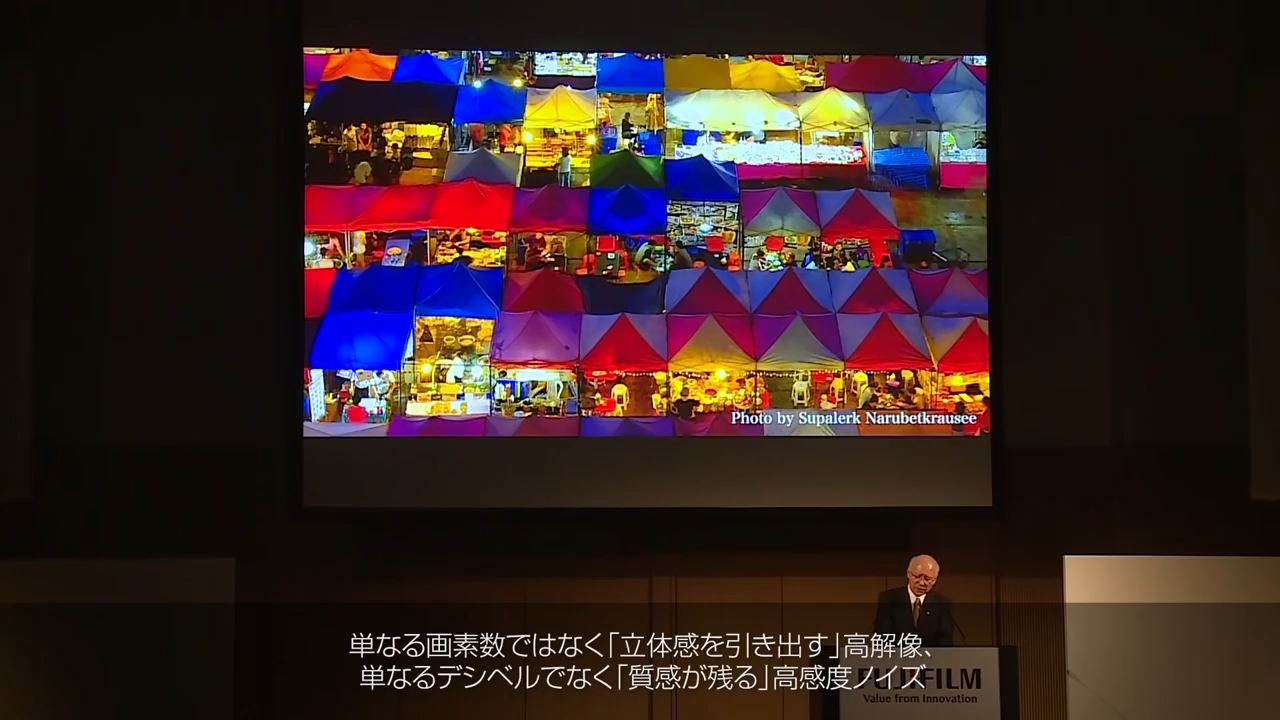 Photo by Supalerk Narubetkrausee
単なる画素数ではなく「立体感を引き出す」高解像、
単なるデシベルでなく「質感が残る」高感度ノイズ
FUJIFILM
Value from Innovation